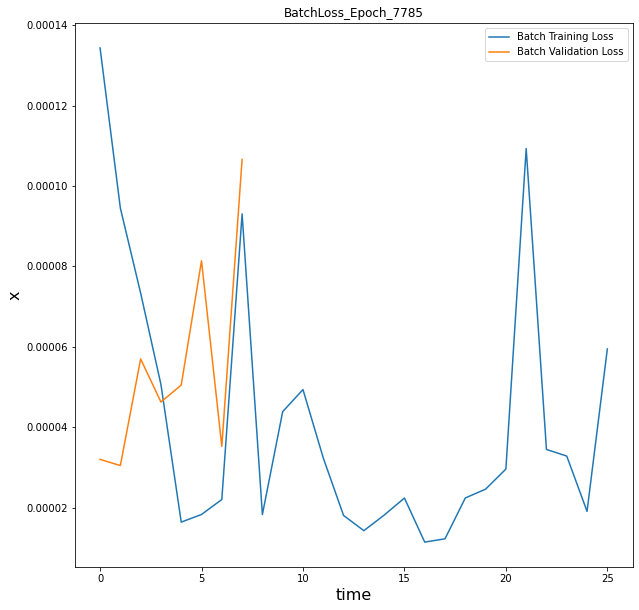 BatchLoss_Epoch_7785
Batch Training Loss
Batch Validation Loss
0.00014
0.00012
0.00010
0.00008
0.00006
0.00004
0.00002
x
0 5 10 15 20 25
time